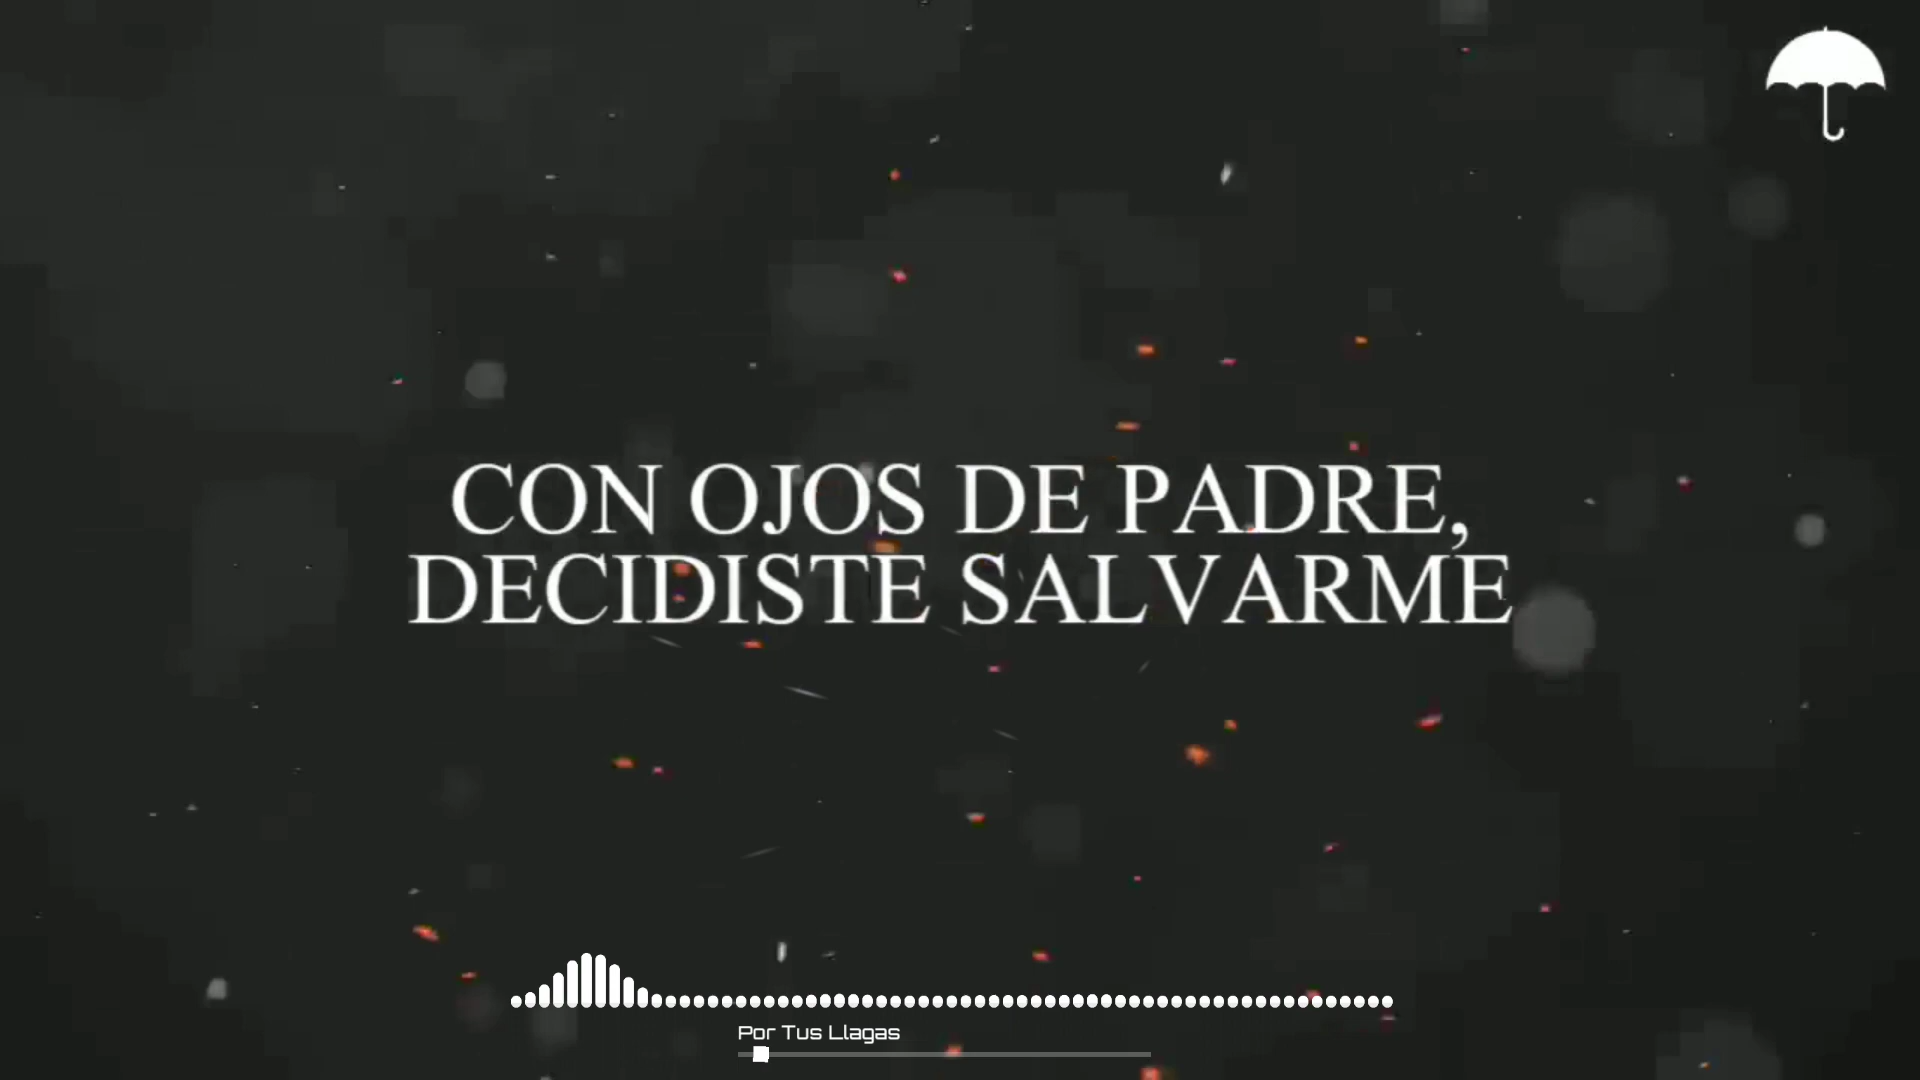 CON OJOS DE PADRE,
DECIDISTE SALVARME
Por Tus Llagas